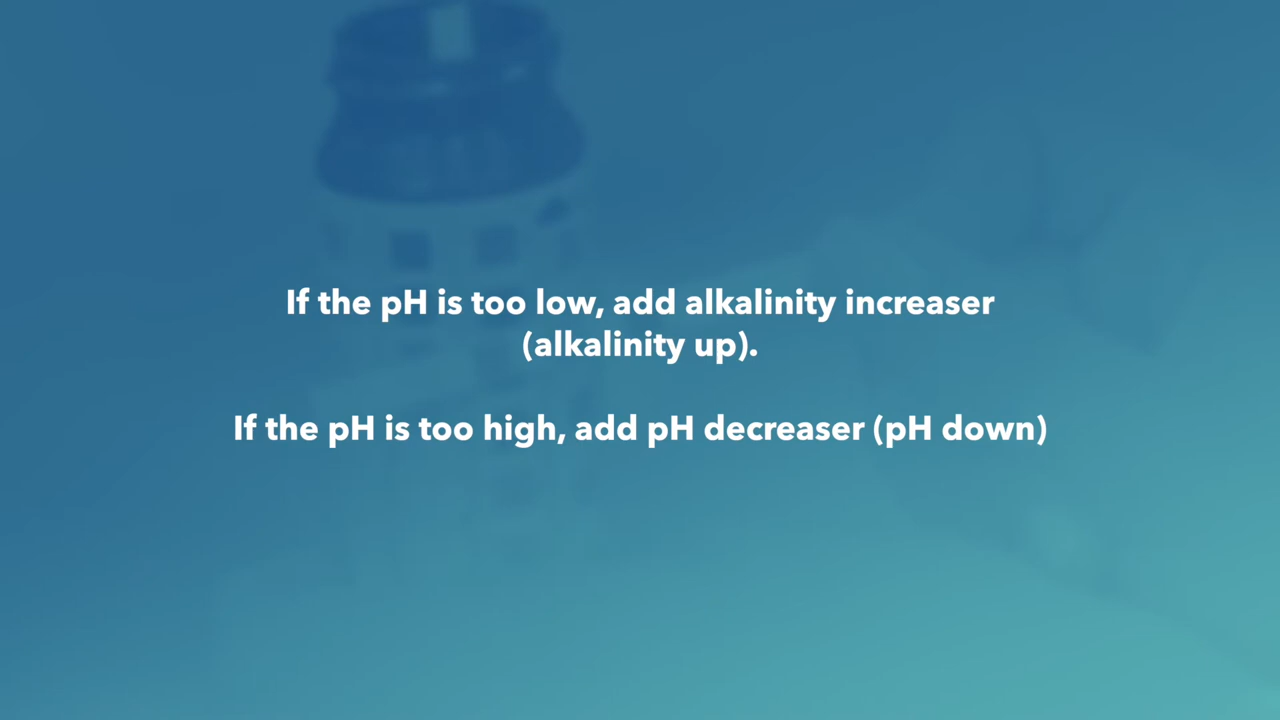 If the pH is too low, add alkalinity increaser
(alkalinity up).
If the pH is too high, add pH decreaser (pH down)